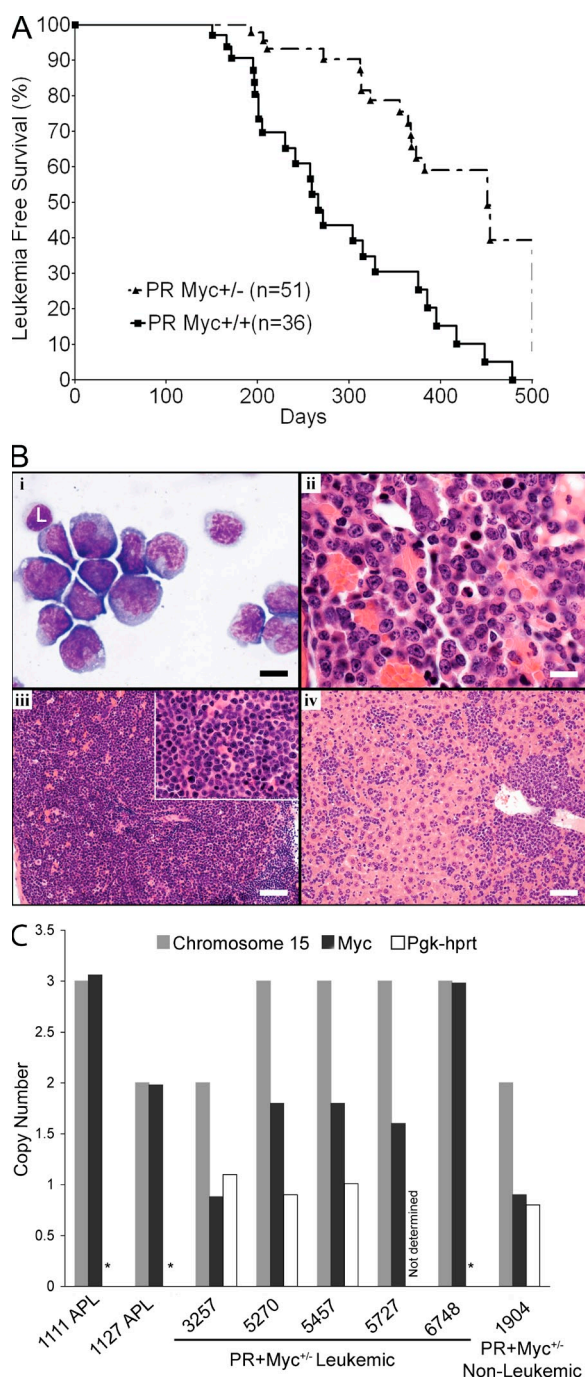 A
Leukemia Free Survival (%)
100
90
80
70
60
50
40
30
20
10
0
PR Myc+/- (n=51)
PR Myc+/+(n=36)
0 100 200 300 400 500
Days
B
i
L
ii
iii
iv
C
Chromosome 15 Myc Pgk-hprt
Copy Number
3.5
3
2.5
2
1.5
1
0.5
0
* * Not determined *
1111 APL 1127 APL 3257 5270 5457 5727 6748 1904
PR+Myc+/- Leukemic PR+Myc+/-
Non-Leukemic